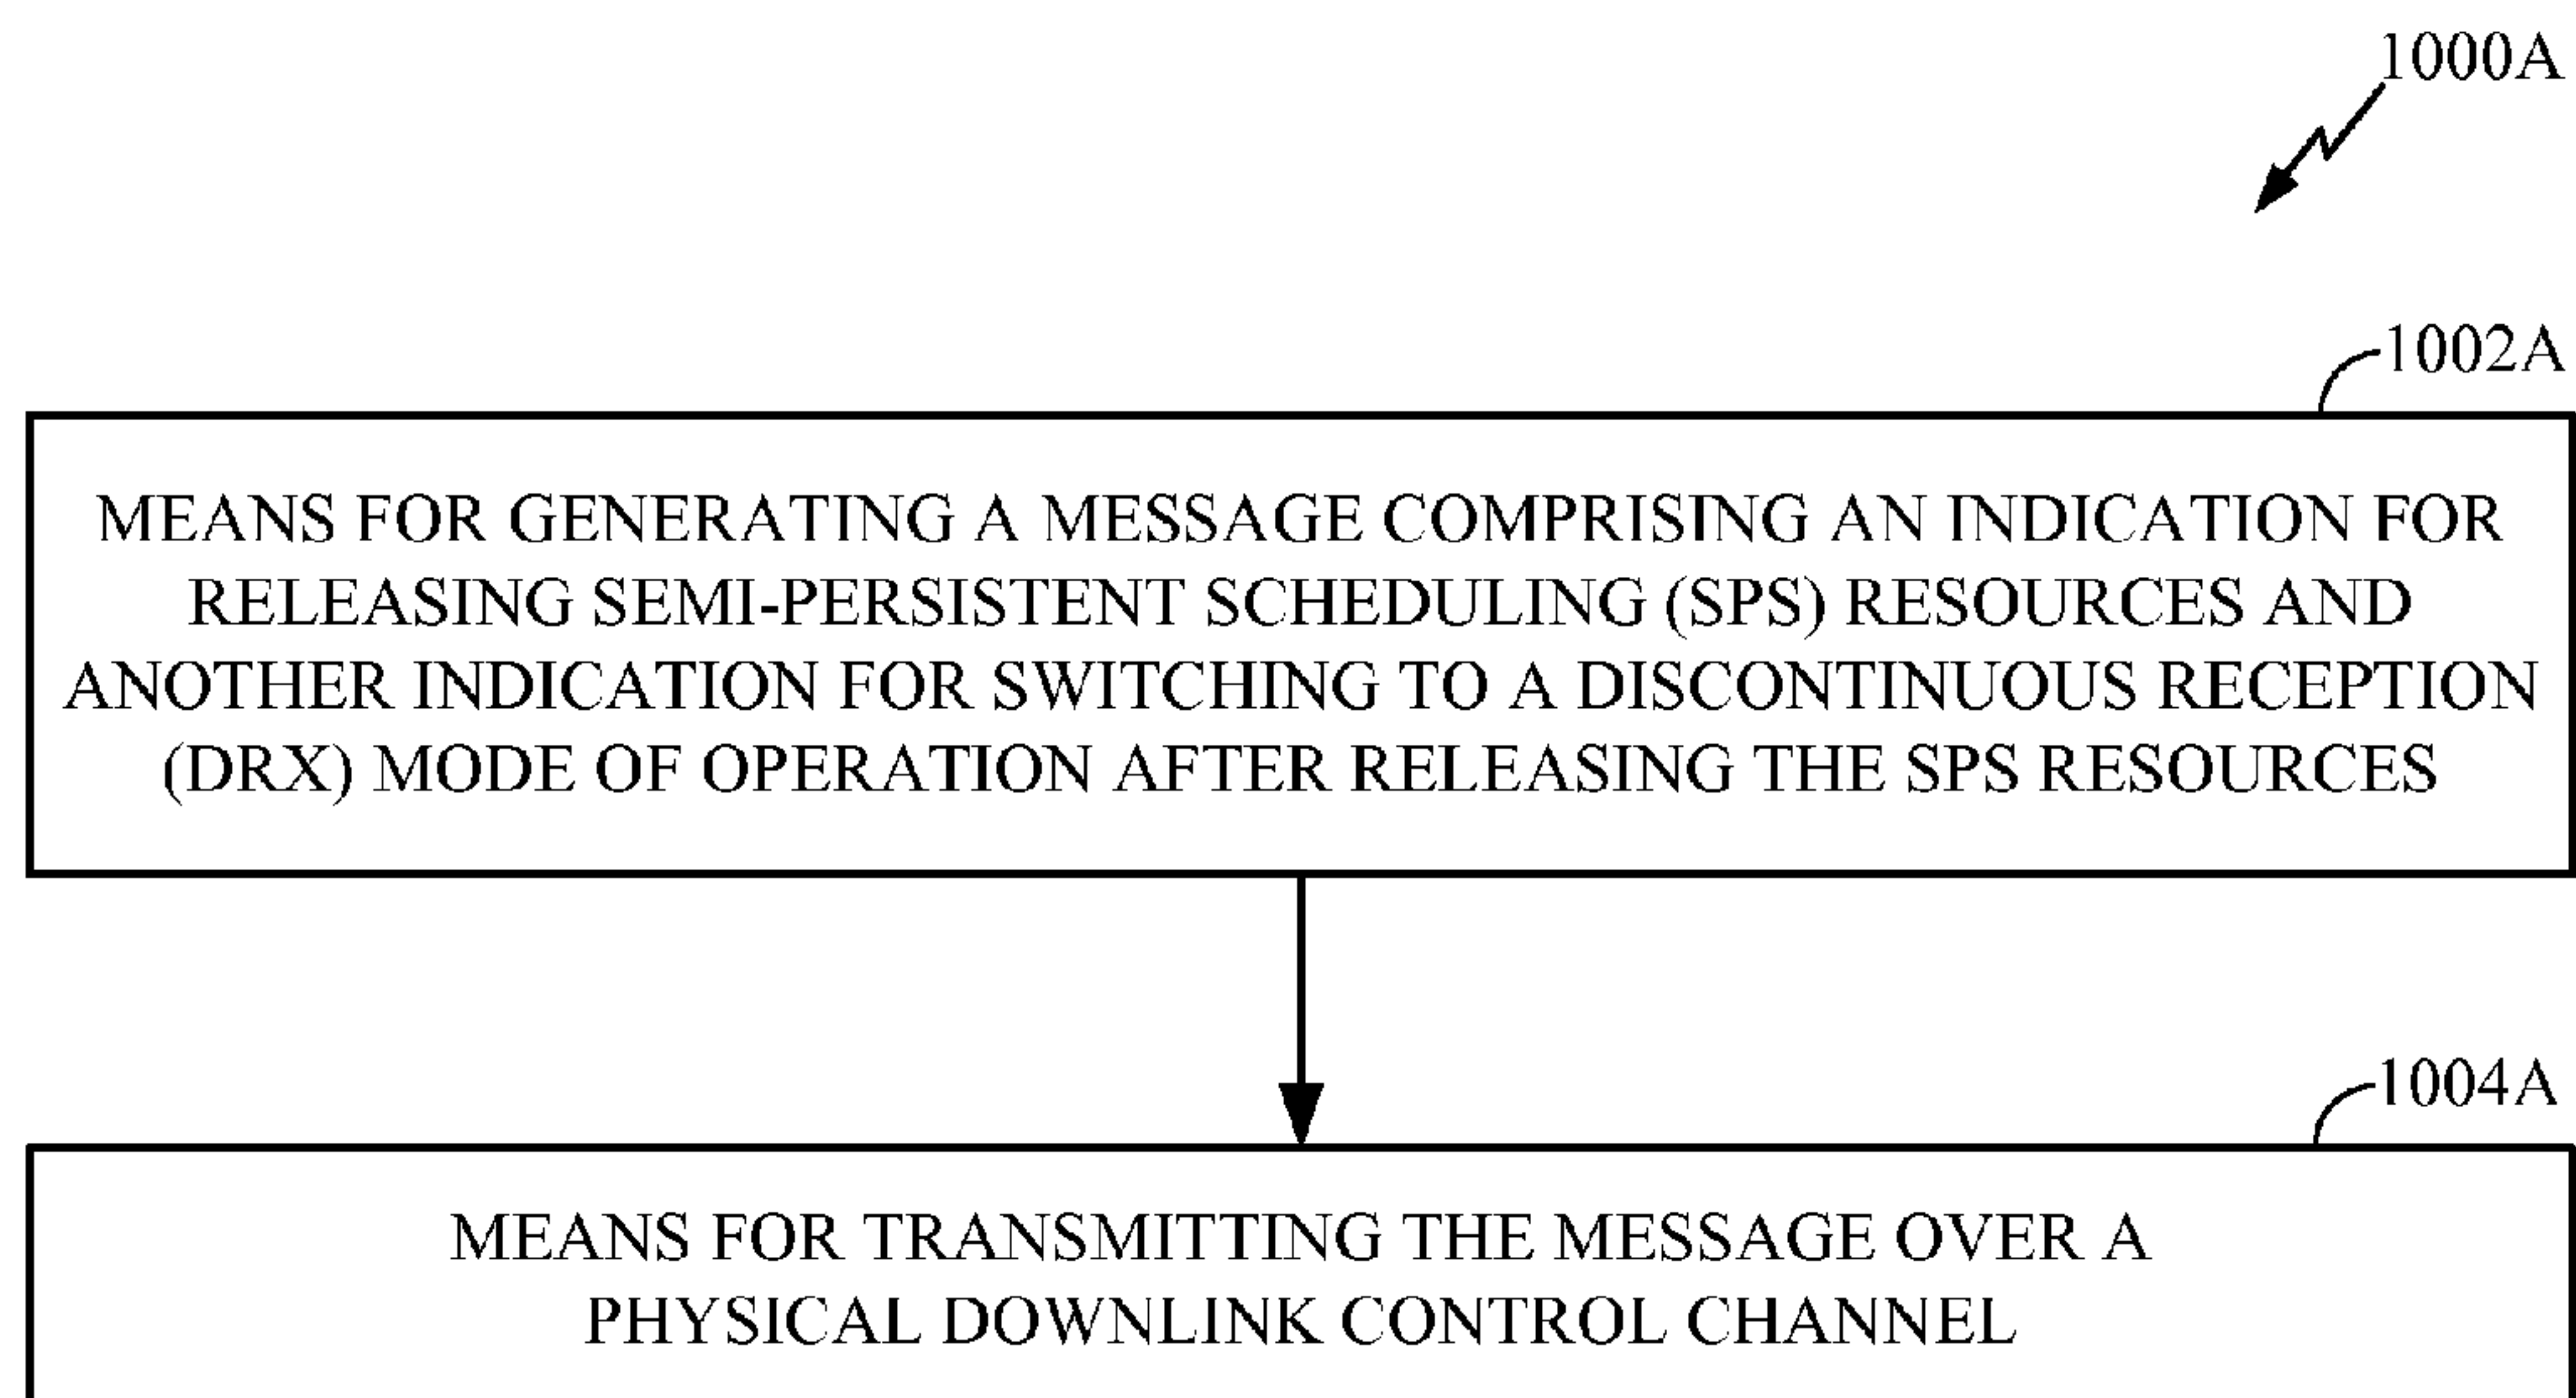 1000A
1002A
MEANS FOR GENERATING A MESSAGE COMPRISING AN INDICATION FOR
RELEASING SEMI-PERSISTENT SCHEDULING (SPS) RESOURCES AND
ANOTHER INDICATION FOR SWITCHING TO A DISCONTINUOUS RECEPTION
(DRX) MODE OF OPERATION AFTER RELEASING THE SPS RESOURCES
1004A
MEANS FOR TRANSMITTING THE MESSAGE OVER A
PHYSICAL DOWNLINK CONTROL CHANNEL